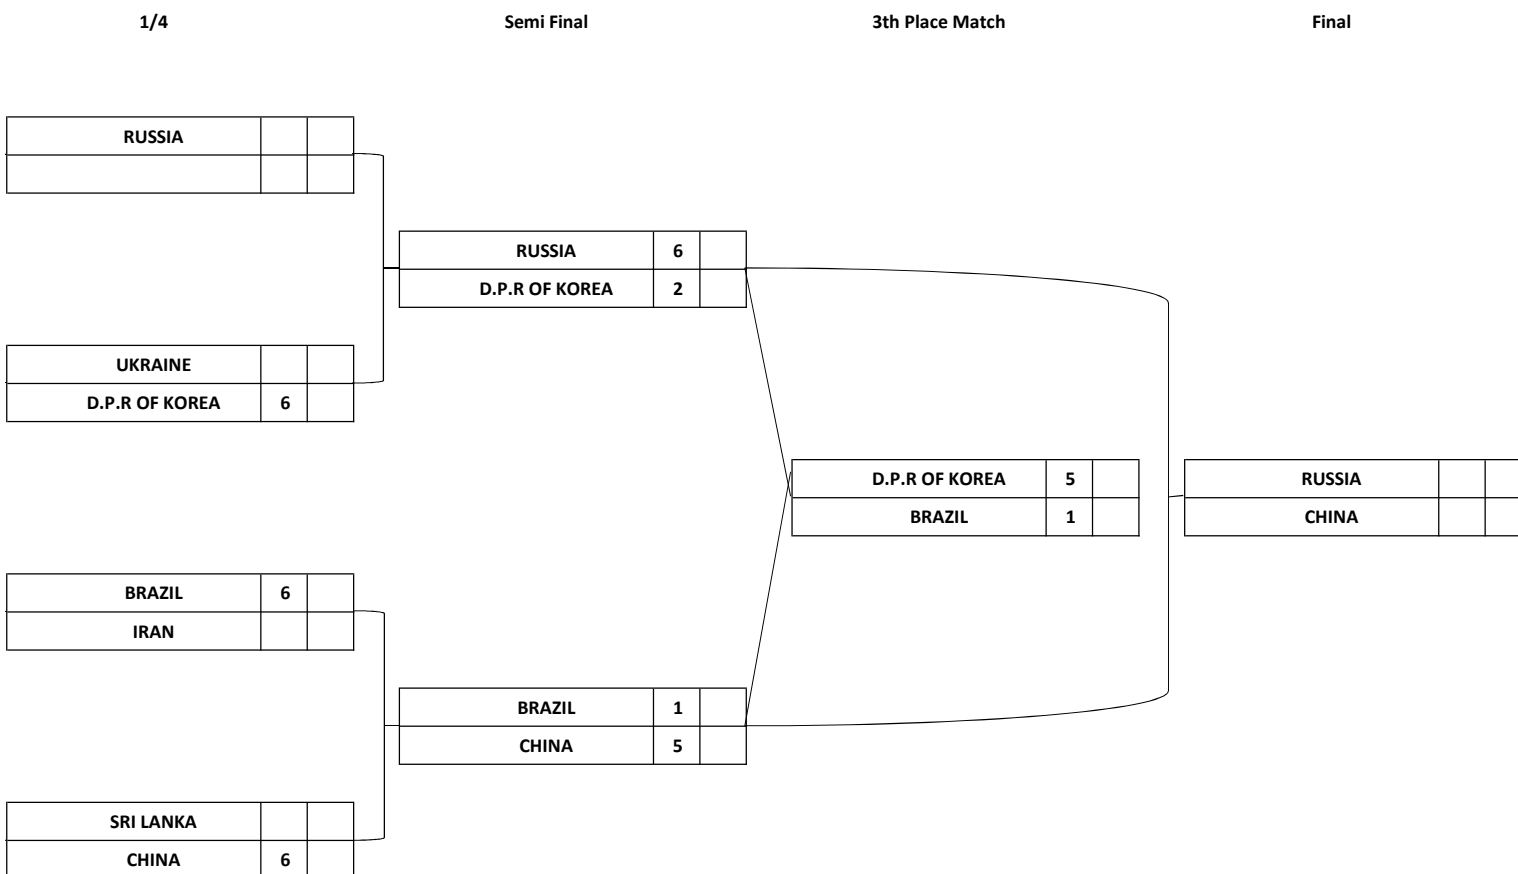 1/4 Semi Final 3th Place Match Final
RUSSIA
RUSSIA 6
D.P.R OF KOREA 2
UKRAINE
D.P.R OF KOREA 6
D.P.R OF KOREA 5 RUSSIA
BRAZIL 1 CHINA
BRAZIL 6
IRAN
BRAZIL 1
CHINA 5
SRI LANKA
CHINA 6